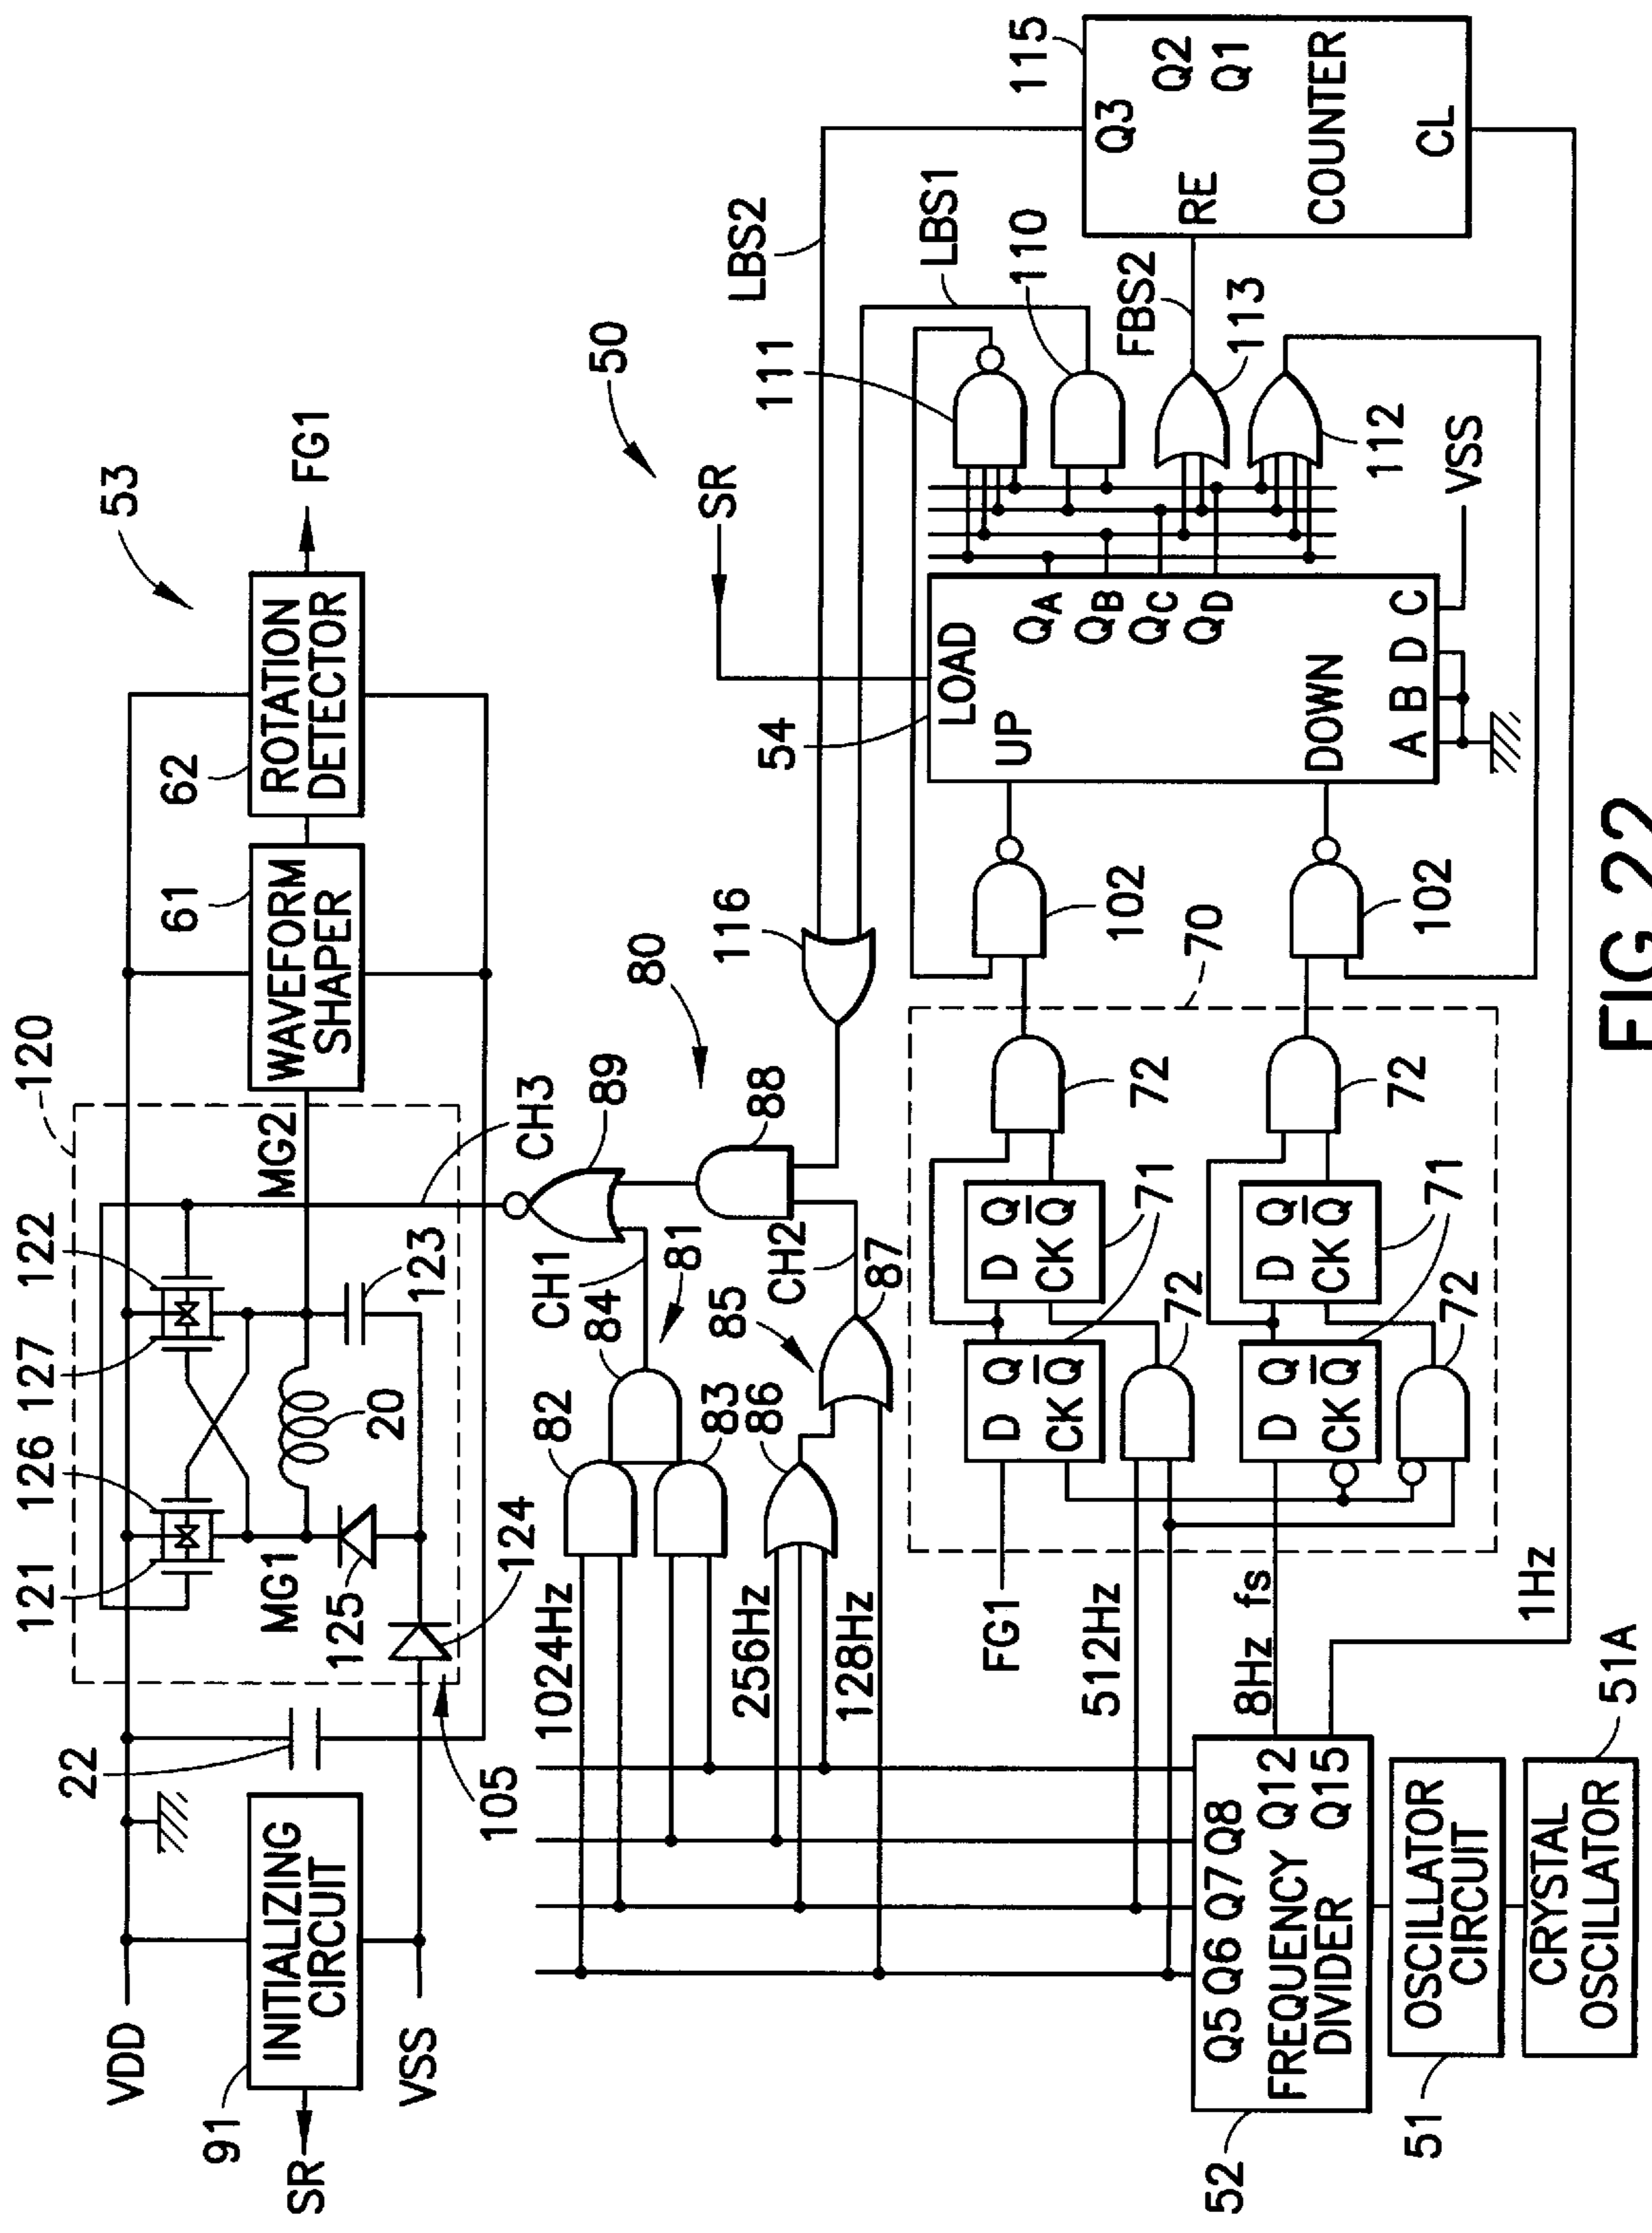 53
120
VDD
22
121
126
127
122
61
62
INITIALIZING
CIRCUIT
91
SR
VSS
105
MG1
125
20
124
123
MG2
WAVEFORM
SHAPER
ROTATION
DETECTOR
FG1
CH3
50
80
1024Hz
82
84
CH1
89
81
256Hz
83
86
85
128Hz
87
CH2
88
116
54
SR
LBS2
LBS1
111
110
115
FG1
D Q
CK Q
D Q
CK Q
71
72
72
102
70
512Hz
8Hz fs
D Q
CK Q
D Q
CK Q
71
72
72
102
1Hz
LOAD
UP
DOWN
QA
QB
QC
QD
A B D C
FBS2
113
112
VSS
Q3
Q2
Q1
RE
COUNTER
CL
Q5 Q6 Q7 Q8
FREQUENCY
DIVIDER
Q12
Q15
52
OSCILLATOR
CIRCUIT
51
CRYSTAL
OSCILLATOR
51A
FIG.22